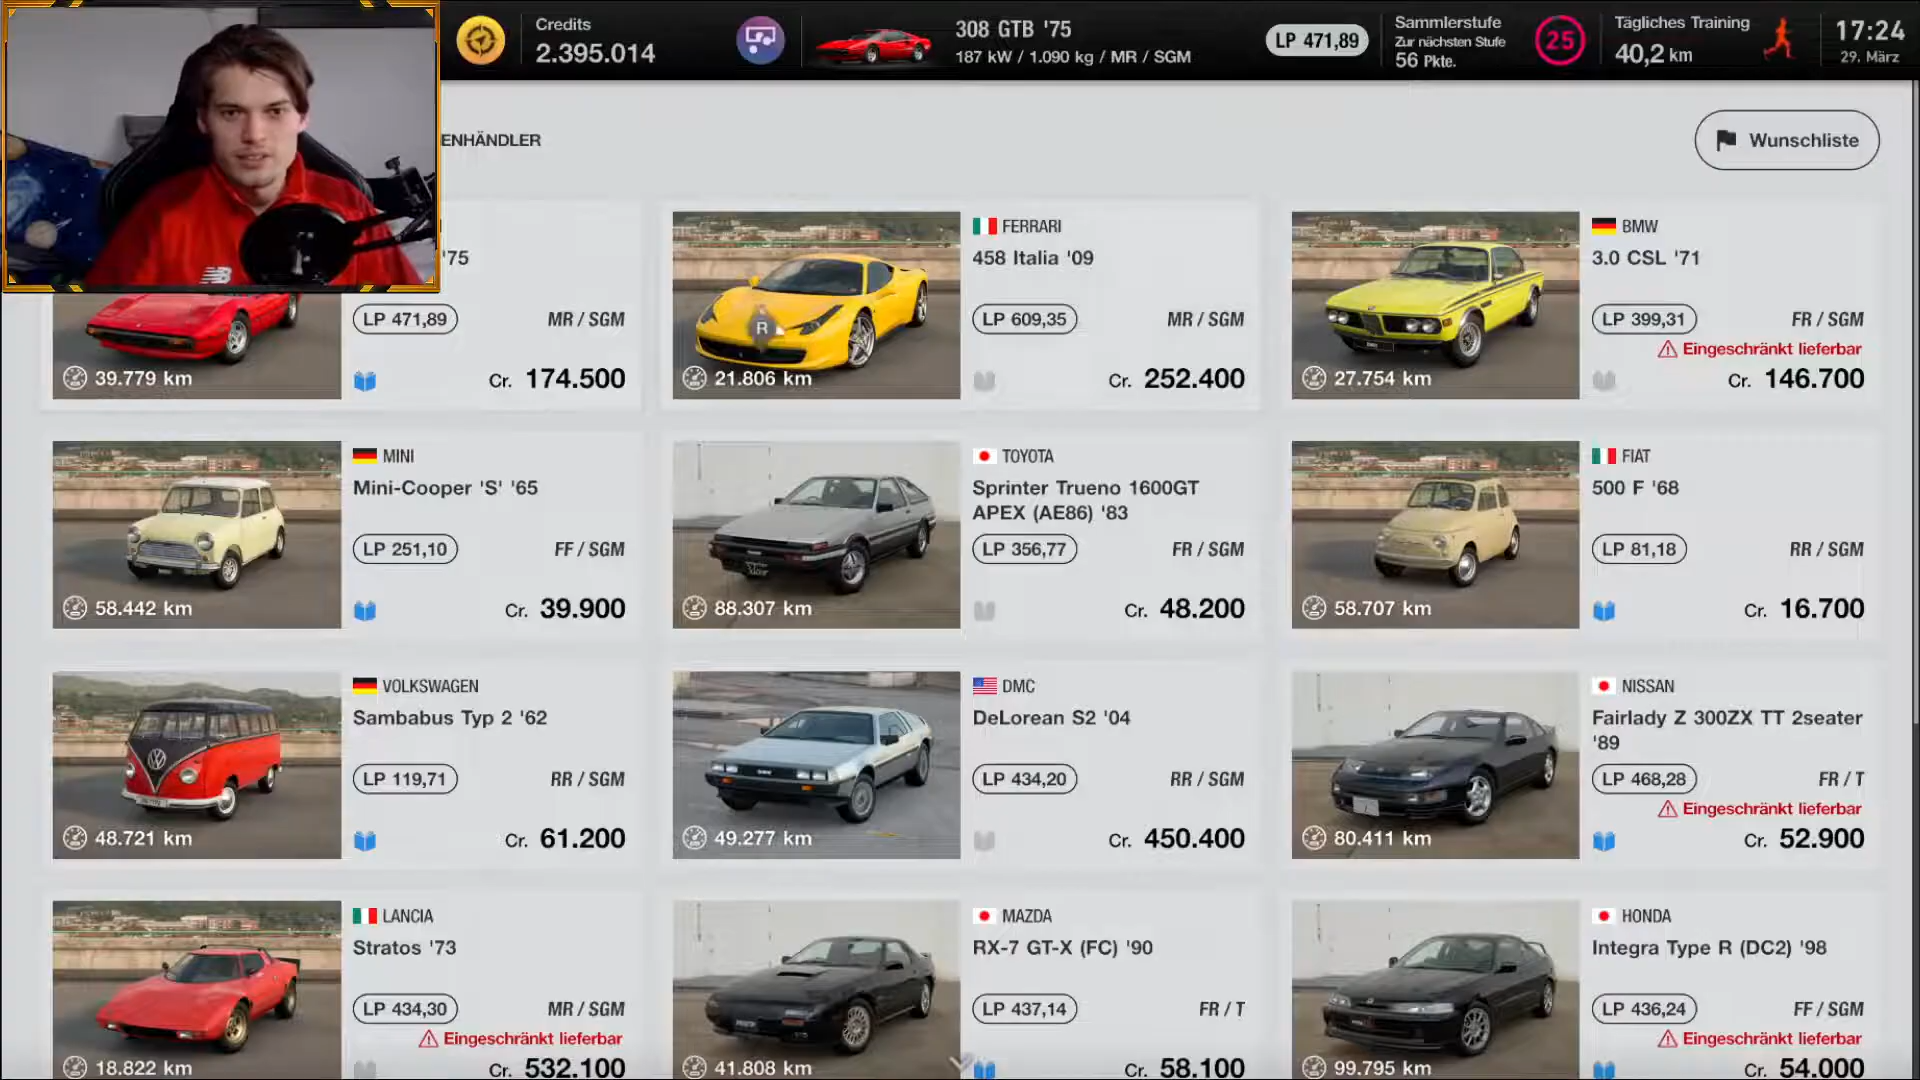 Credits
2.395.014
308 GTB '75
187 kW / 1.090 kg / MR / SGM
LP 471,89
Sammlerstufe
Zur nächsten Stufe
56 Pkte.
25
Tägliches Training
40,2 km
17:24
29. März
ENHÄNDLER
Wunschliste
'75
LP 471,89
MR / SGM
39.779 km
Cr. 174.500
FERRARI
458 Italia '09
LP 609,35
MR / SGM
R
21.806 km
Cr. 252.400
BMW
3.0 CSL '71
LP 399,31
FR / SGM
Eingeschränkt lieferbar
27.754 km
Cr. 146.700
MINI
Mini-Cooper 'S' '65
LP 251,10
FF / SGM
58.442 km
Cr. 39.900
TOYOTA
Sprinter Trueno 1600GT
APEX (AE86) '83
LP 356,77
FR / SGM
88.307 km
Cr. 48.200
FIAT
500 F '68
LP 81,18
RR / SGM
58.707 km
Cr. 16.700
VOLKSWAGEN
Sambabus Typ 2 '62
LP 119,71
RR / SGM
48.721 km
Cr. 61.200
DMC
DeLorean S2 '04
LP 434,20
RR / SGM
49.277 km
Cr. 450.400
NISSAN
Fairlady Z 300ZX TT 2seater
'89
LP 468,28
FR / T
Eingeschränkt lieferbar
80.411 km
Cr. 52.900
LANCIA
Stratos '73
LP 434,30
MR / SGM
Eingeschränkt lieferbar
18.822 km
Cr. 532.100
MAZDA
RX-7 GT-X (FC) '90
LP 437,14
FR / T
41.808 km
Cr. 58.100
HONDA
Integra Type R (DC2) '98
LP 436,24
FF / SGM
Eingeschränkt lieferbar
99.795 km
Cr. 54.000